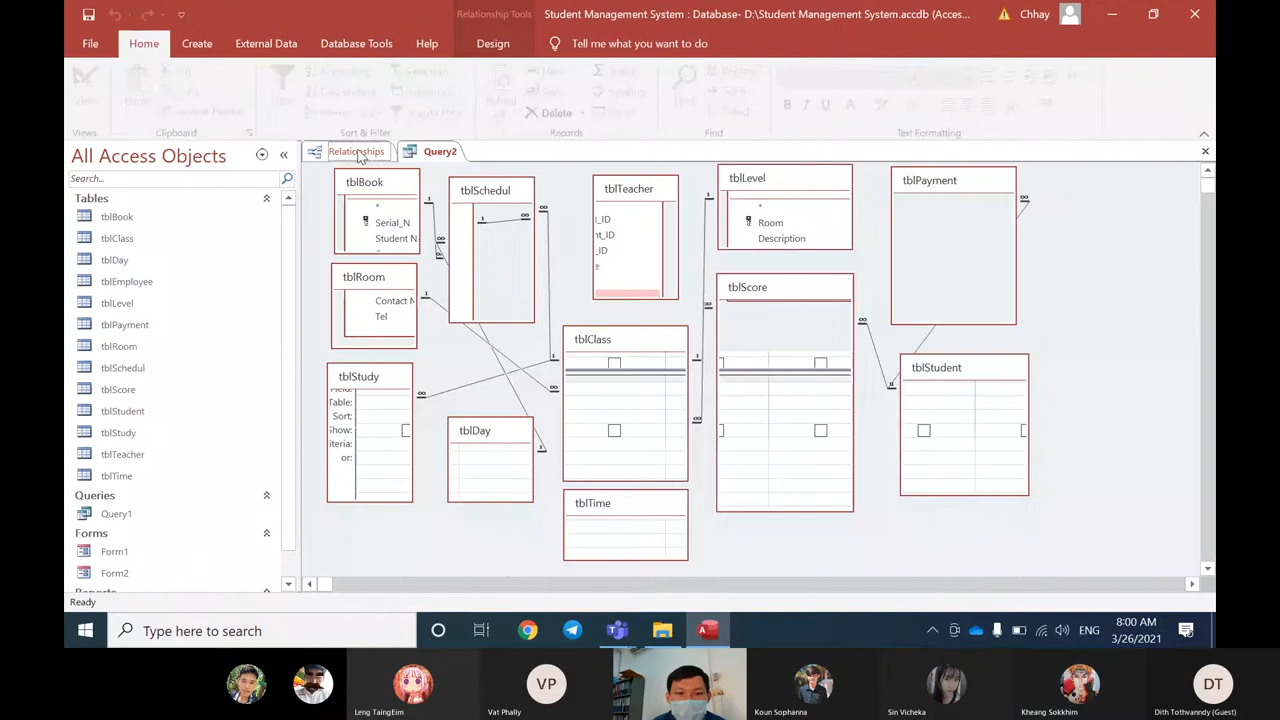 Relationship Tools
Student Management System : Database- D:\Student Management System.accdb (Acces...
Chhay
File
Home
Create
External Data
Database Tools
Help
Design
Tell me what you want to do
Delete
Views
Clipboard
Sort & Filter
Records
Find
Text Formatting
All Access Objects
Relationships
Query2
Search...
Tables
tblBook
tblClass
tblDay
tblEmployee
tblLevel
tblPayment
tblRoom
tblSchedul
tblScore
tblStudent
tblStudy
tblTeacher
tblTime
Queries
Query1
Forms
Form1
Form2
tblBook
*
Serial_N
Student N
tblSchedul
tblTeacher
t_ID
nt_ID
_ID
e
tblLevel
*
Room
Description
tblPayment
tblRoom
Contact N
Tel
tblScore
tblClass
tblStudy
Table:
Sort:
Show:
riteria:
or:
tblDay
tblStudent
tblTime
Ready
Type here to search
ENG
8:00 AM
3/26/2021
Leng TaingEim
VP
Vat Phally
Koun Sophanna
Sin Vicheka
Kheang Sokkhim
DT
Dith Tothvanndy (Guest)